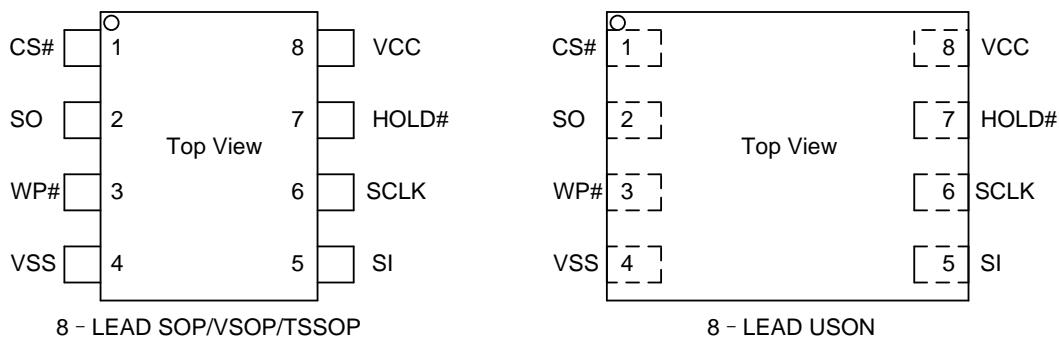 CS# 1 8 VCC
SO 2 7 HOLD#
Top View
WP# 3 6 SCLK
VSS 4 5 SI
8 – LEAD SOP/VSOP/TSSOP
CS# 1 8 VCC
SO 2 7 HOLD#
Top View
WP# 3 6 SCLK
VSS 4 5 SI
8 – LEAD USON